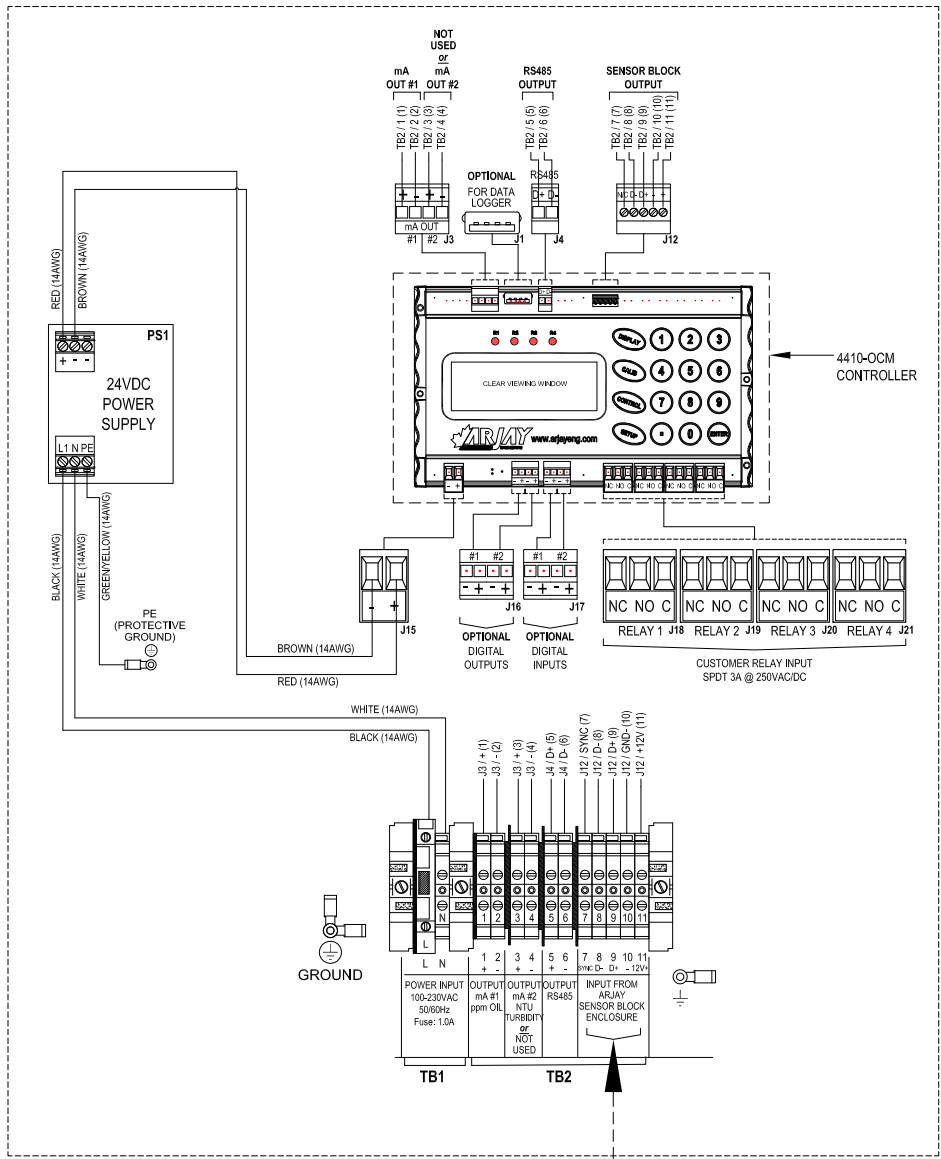 NOT
USED
or
mA
OUT #1
mA
OUT #2
RS485
OUTPUT
SENSOR BLOCK
OUTPUT
TB2 / 1 (1)
TB2 / 2 (2)
TB2 / 3 (3)
TB2 / 4 (4)
TB2 / 5 (5)
TB2 / 6 (6)
TB2 / 7 (7)
TB2 / 8 (8)
TB2 / 9 (9)
TB2 / 10 (10)
TB2 / 11 (11)
+ - + -
mA OUT
#1 #2 J3
OPTIONAL
FOR DATA
LOGGER
J1
RS485
D+ D-
J4
N/C D- D+ - +
J12
RED (14AWG)
BROWN (14AWG)
PS1
+ - -
24VDC
POWER
SUPPLY
L1 N PE
R1 R2 R3 R4
CLEAR VIEWING WINDOW
DISPLAY 1 2 3
CALIB 4 5 6
CONTROL 7 8 9
SETUP - 0 ENTER
ARJAY www.arjayeng.com
4410-OCM
CONTROLLER
- +
- + - +
- + - +
NC NO C NC NO C NC NO C NC NO C
BLACK (14AWG)
WHITE (14AWG)
GREEN/YELLOW (14AWG)
PE
(PROTECTIVE
GROUND)
- +
J15
#1 #2
- + - +
J16
OPTIONAL
DIGITAL
OUTPUTS
#1 #2
- + - +
J17
OPTIONAL
DIGITAL
INPUTS
NC NO C NC NO C NC NO C NC NO C
RELAY 1 J18 RELAY 2 J19 RELAY 3 J20 RELAY 4 J21
CUSTOMER RELAY INPUT
SPDT 3A @ 250VAC/DC
BROWN (14AWG)
RED (14AWG)
WHITE (14AWG)
BLACK (14AWG)
J3 / + (1)
J3 / - (2)
J3 / + (3)
J3 / - (4)
J4 / D+ (5)
J4 / D- (6)
J12 / SYNC (7)
J12 / D- (8)
J12 / D+ (9)
J12 / GND- (10)
J12 / +12V (11)
N 1 2 3 4 5 6 7 8 9 10 11
L
GROUND
L N 1 2 3 4 5 6 7 8 9 10 11
+ - + - + - SYNC D- D+ - 12V+
POWER INPUT
100-230VAC
50/60Hz
Fuse: 1.0A
OUTPUT
mA #1
ppm OIL
OUTPUT
mA #2
NTU
TURBIDITY
or
NOT
USED
OUTPUT
RS485
INPUT FROM
ARJAY
SENSOR BLOCK
ENCLOSURE
TB1
TB2